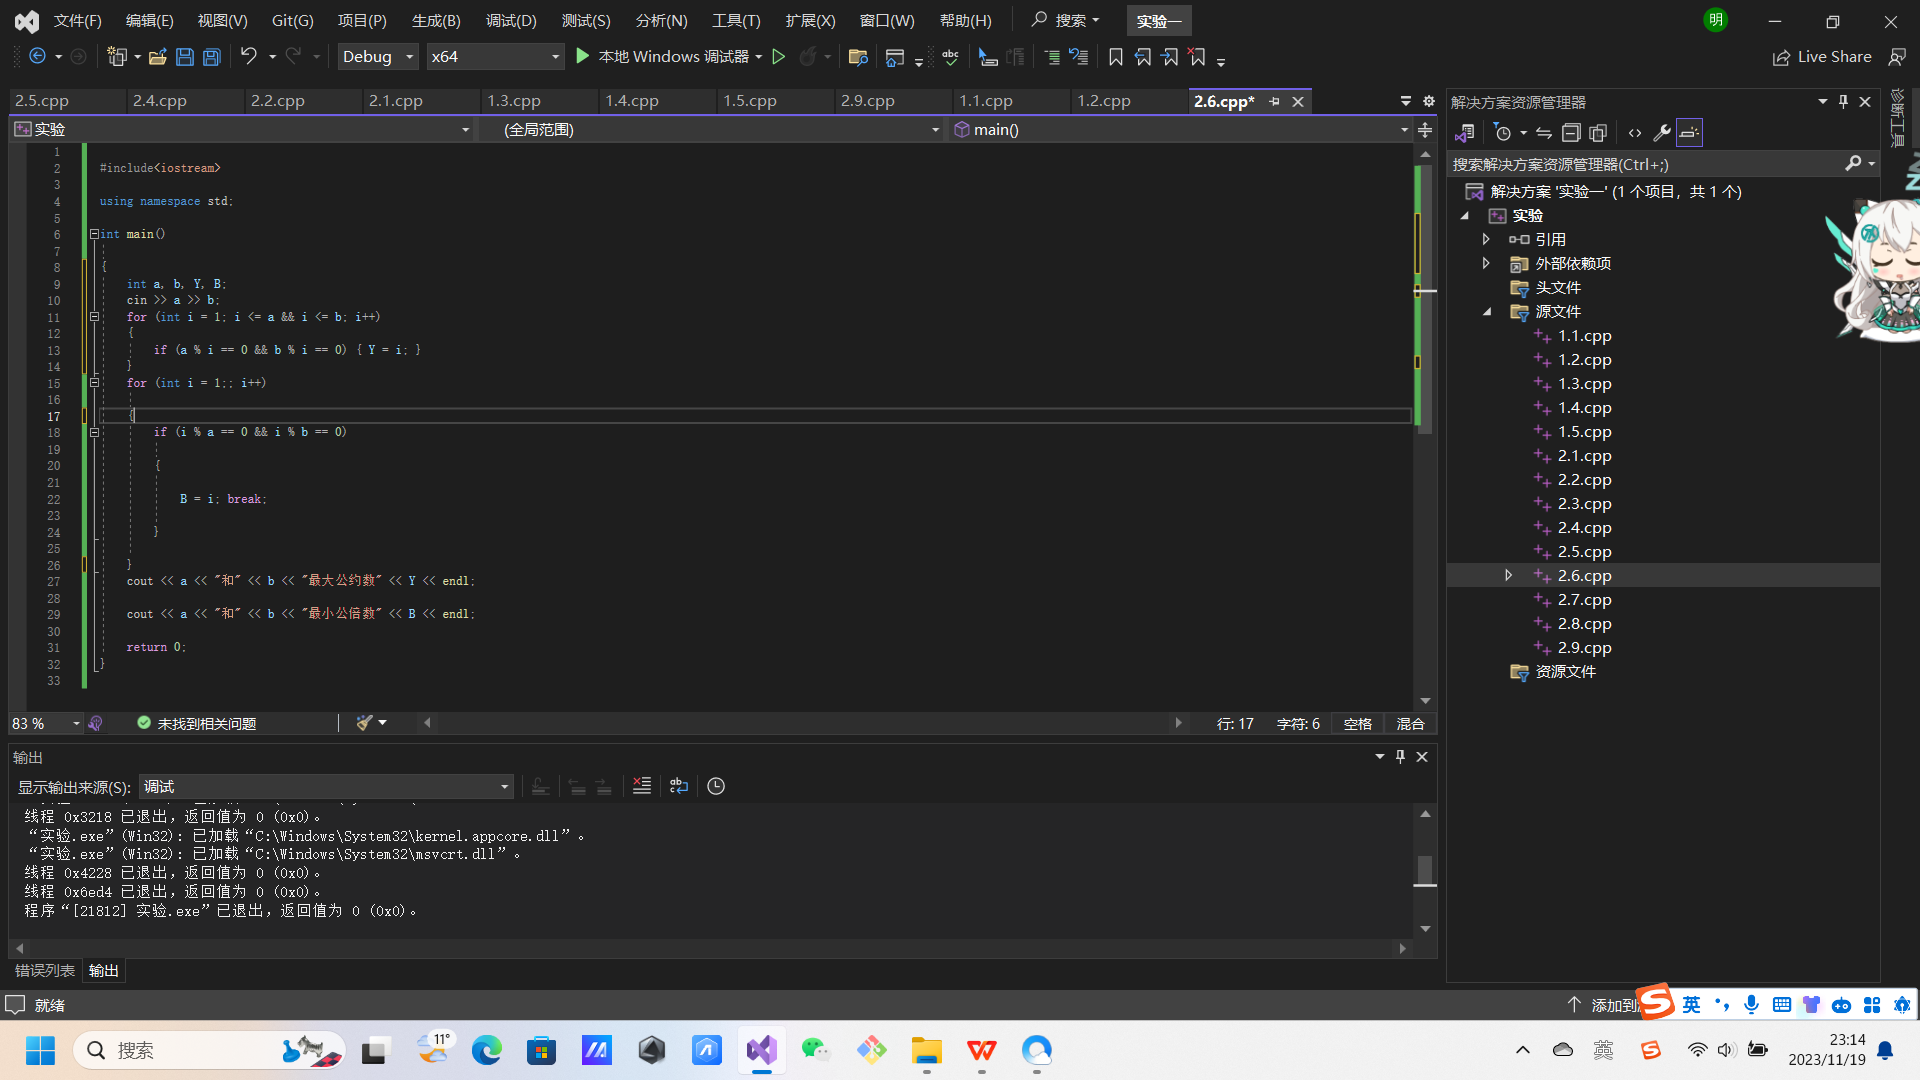 文件(F) 编辑(E) 视图(V) Git(G) 项目(P) 生成(B) 调试(D) 测试(S) 分析(N) 工具(T) 扩展(X) 窗口(W) 帮助(H) 搜索 实验一 明
Debug x64 本地 Windows 调试器 Live Share
2.5.cpp 2.4.cpp 2.2.cpp 2.1.cpp 1.3.cpp 1.4.cpp 1.5.cpp 2.9.cpp 1.1.cpp 1.2.cpp 2.6.cpp*
实验 (全局范围) main()
1
2 #include<iostream>
3
4 using namespace std;
5
6 int main()
7
8 {
9 int a, b, Y, B;
10 cin >> a >> b;
11 for (int i = 1; i <= a && i <= b; i++)
12 {
13 if (a % i == 0 && b % i == 0) { Y = i; }
14 }
15 for (int i = 1;; i++)
16
17 {
18 if (i % a == 0 && i % b == 0)
19
20 {
21
22 B = i; break;
23
24 }
25
26 }
27 cout << a << "和" << b << "最大公约数" << Y << endl;
28
29 cout << a << "和" << b << "最小公倍数" << B << endl;
30
31 return 0;
32 }
33
83 % 未找到相关问题 行: 17 字符: 6 空格 混合
输出
显示输出来源(S): 调试
线程 0x3218 已退出，返回值为 0 (0x0)。
“实验.exe”(Win32): 已加载“C:\Windows\System32\kernel.appcore.dll”。
“实验.exe”(Win32): 已加载“C:\Windows\System32\msvcrt.dll”。
线程 0x4228 已退出，返回值为 0 (0x0)。
线程 0x6ed4 已退出，返回值为 0 (0x0)。
程序“[21812] 实验.exe”已退出，返回值为 0 (0x0)。
错误列表 输出
解决方案资源管理器
搜索解决方案资源管理器(Ctrl+;)
解决方案 '实验一' (1 个项目，共 1 个)
实验
引用
外部依赖项
头文件
源文件
1.1.cpp
1.2.cpp
1.3.cpp
1.4.cpp
1.5.cpp
2.1.cpp
2.2.cpp
2.3.cpp
2.4.cpp
2.5.cpp
2.6.cpp
2.7.cpp
2.8.cpp
2.9.cpp
资源文件
诊断工具
就绪 添加到 英
搜索 11° 英 23:14
2023/11/19